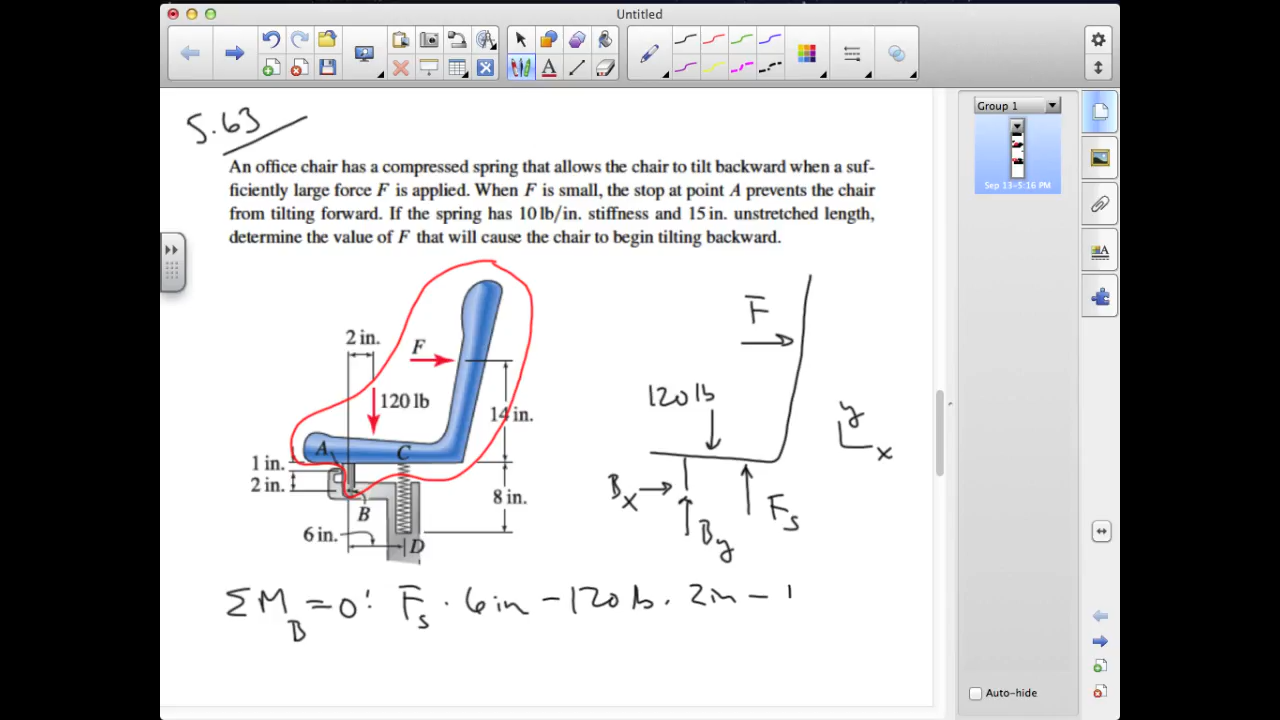 Untitled
5.63
An office chair has a compressed spring that allows the chair to tilt backward when a suf-
ficiently large force F is applied. When F is small, the stop at point A prevents the chair
from tilting forward. If the spring has 10 lb/in. stiffness and 15 in. unstretched length,
determine the value of F that will cause the chair to begin tilting backward.
2 in.
F
120 lb
14 in.
A
C
1 in.
2 in.
B
8 in.
6 in.
D
F
120 lb
y
x
Bx
By
Fs
ΣM_B = 0: Fs · 6 in - 120 lb · 2 in - 1
Group 1
Sep 13-5:16 PM
Auto-hide